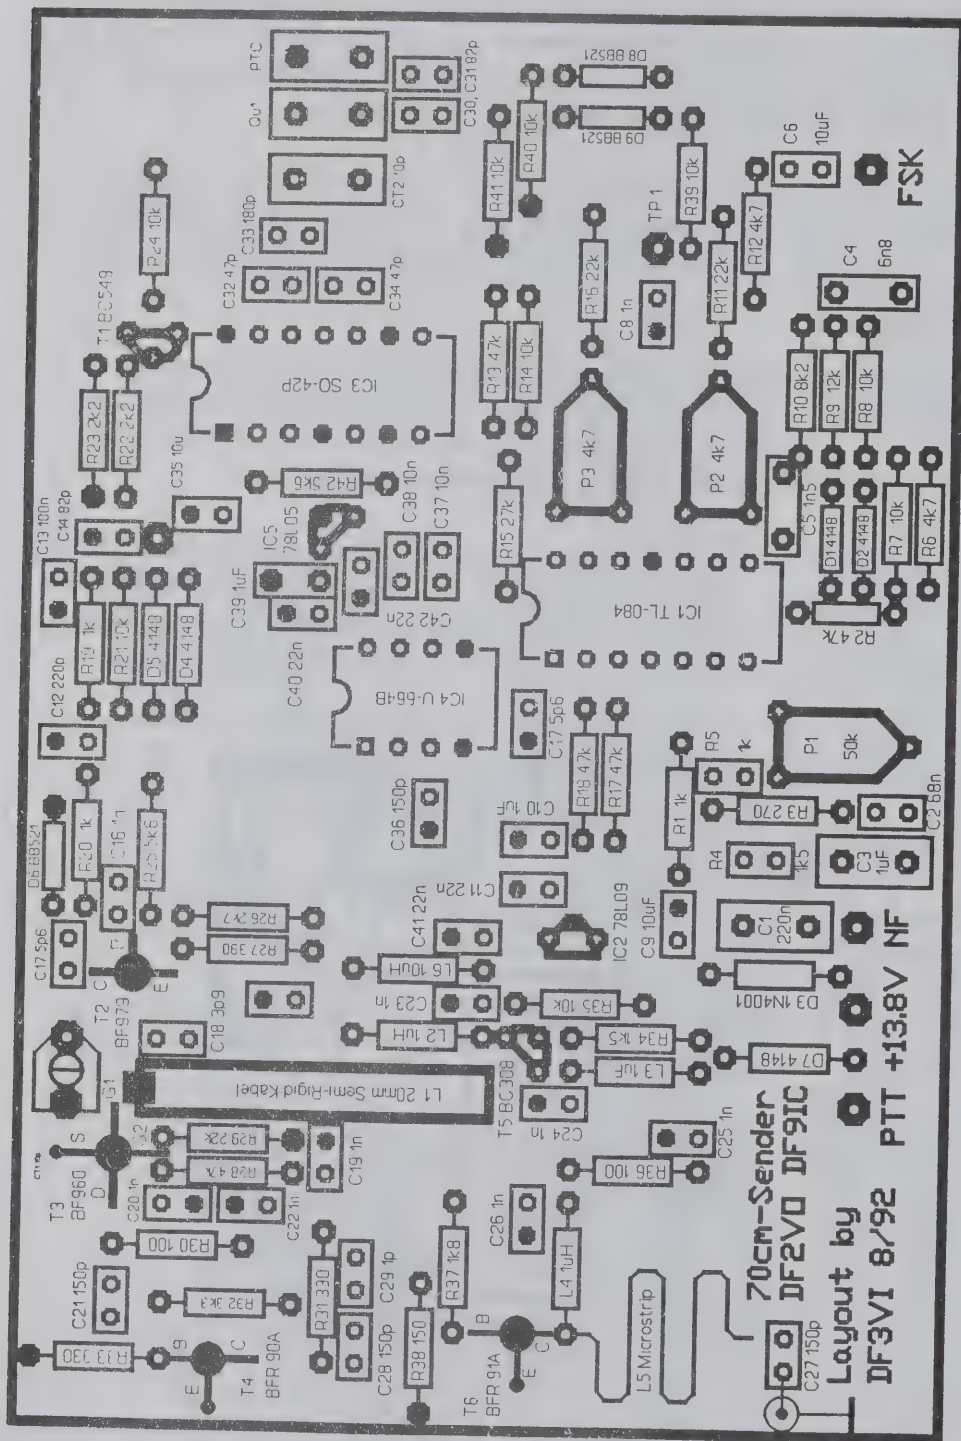 PTC
Qu*
CT2 10p
C31 82p
C30,
D8 BB521
D9 BB521
R40 10k
R41 10k
R39 10k
C6
10uF
FSK
R24 10k
C33 180p
C32 47p
C34 47p
TP1
R12 4k7
R16 22k
R11 22k
C8 1n
C4
6n8
T1 BC549
R23 2k2
R22 2k2
IC3 SO-42P
R13 47k
R14 10k
P3 4k7
P2 4k7
R10 8k2
R9 12k
R8 10k
C35 10u
C14 82p
C13 100n
R42 5k6
IC5
78L05
C38 10n
C37 10n
R15 27k
C5 1n5
D1 4148
D2 4148
R7 10k
R6 4k7
C39 1uF
C42 22n
IC1 TL-084
R2 47k
C12 220p
R19 1k
R21 10k
D5 4148
D4 4148
C40 22n
IC4 U-664B
C17 5p6
R18 47k
R17 47k
P1
50k
R5
1k
C36 150p
C10 1uF
R1 1k
R3 270
C2 68n
D6 BB521
R20 1k
C16 1n
R25 5k6
C11 22n
R4
1k5
C3
1uF
C17 5p6
R26 2k7
R27 390
C41 22n
IC2 78L09
C9 10uF
C1
220n
NF
C
E
T2
BF979
C18 3p9
L6 10uH
C23 1n
R35 10k
D3 1N4001
+13.8V
L2 1uH
R34 1k5
L3 1uF
D7 4148
G1
L1 20mm Semi-Rigid Kabel
T5 BC308
C24 1n
PTT
S
G2
D
T3
BF960
R29 22k
R28 47k
C19 1n
C25 1n
R36 100
C20 1n
C22 1n
C26 1n
R30 100
C21 150p
R32 3k3
R31 330
C29 1p
R37 1k8
L4 1uH
R33 330
B
C
E
T4
BFR 90A
C28 150p
R38 150
B
C
E
T6
BFR 91A
L5 Microstrip
C27 150p
70cm-Sender
DF2VO DF9IC
Layout by
DF3VI 8/92